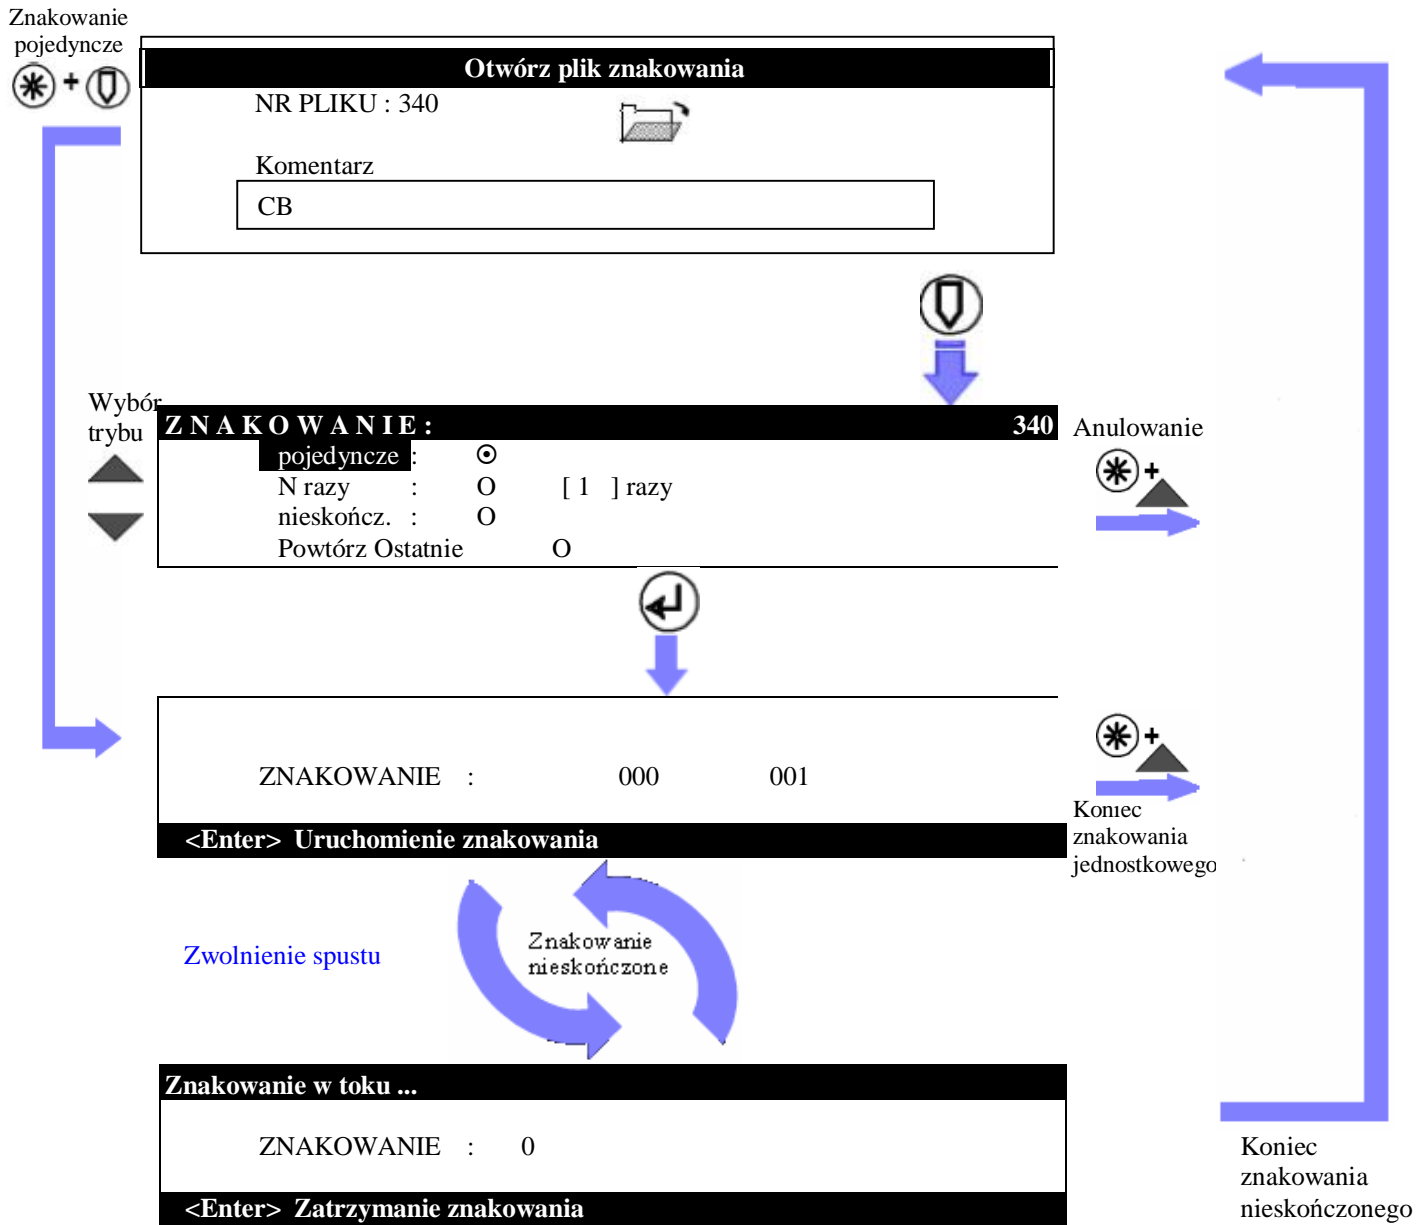 Znakowanie
pojedyncze
+
Otwórz plik znakowania
NR PLIKU : 340
Komentarz
CB
Wybór
trybu
Z N A K O W A N I E : 340
pojedyncze :
N razy : O [ 1 ] razy
nieskończ. : O
Powtórz Ostatnie O
Anulowanie
+
ZNAKOWANIE : 000 001
<Enter> Uruchomienie znakowania
+
Koniec
znakowania
jednostkowego
Zwolnienie spustu
Znakowanie
nieskończone
Znakowanie w toku ...
ZNAKOWANIE : 0
<Enter> Zatrzymanie znakowania
Koniec
znakowania
nieskończonego